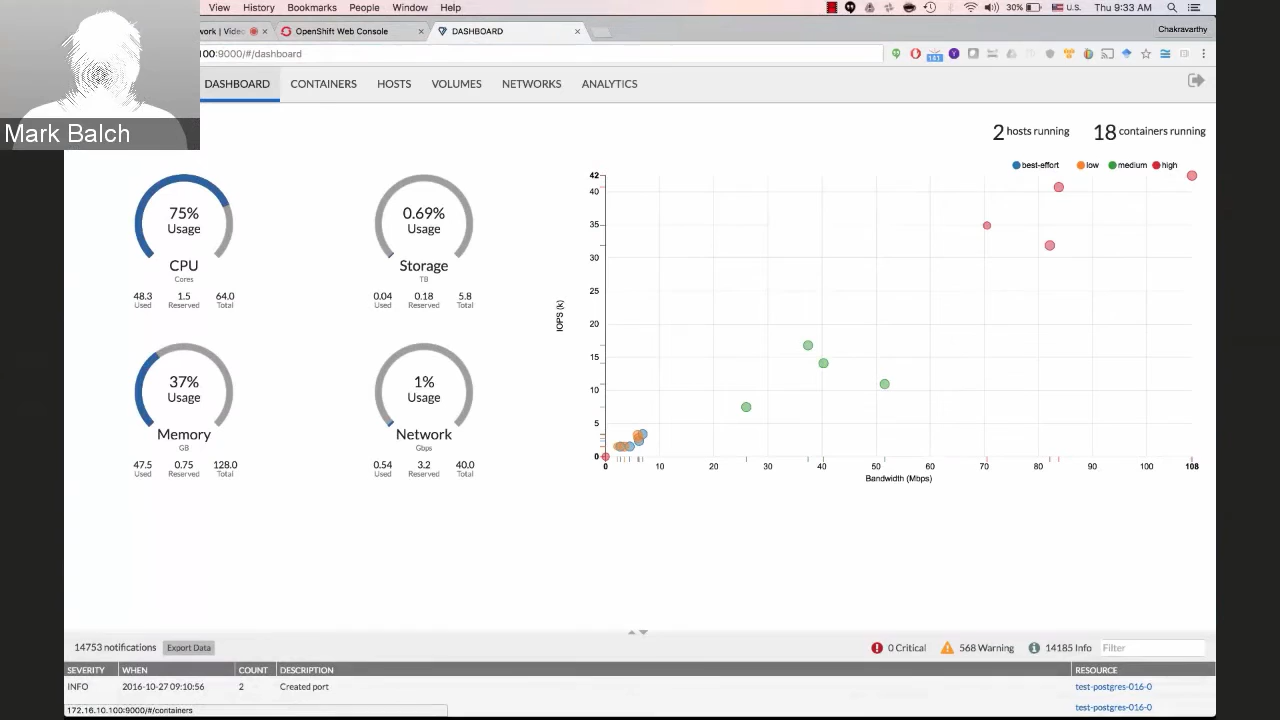 View History Bookmarks People Window Help 30% U.S. Thu 9:33 AM
work | Video OpenShift Web Console DASHBOARD Chakravarthy
100:9000/#/dashboard 141
DASHBOARD CONTAINERS HOSTS VOLUMES NETWORKS ANALYTICS
Mark Balch
2 hosts running 18 containers running
best-effort low medium high
75%
Usage
CPU
Cores
48.3 1.5 64.0
Used Reserved Total
0.69%
Usage
Storage
TB
0.04 0.18 5.8
Used Reserved Total
37%
Usage
Memory
GB
47.5 0.75 128.0
Used Reserved Total
1%
Usage
Network
Gbps
0.54 3.2 40.0
Used Reserved Total
IOPS (k)
42
40
35
30
25
20
15
10
5
0
0 10 20 30 40 50 60 70 80 90 100 108
Bandwidth (Mbps)
14753 notifications Export Data 0 Critical 568 Warning 14185 Info Filter
SEVERITY WHEN COUNT DESCRIPTION RESOURCE
INFO 2016-10-27 09:10:56 2 Created port test-postgres-016-0
test-postgres-016-0
172.16.10.100:9000/#/containers